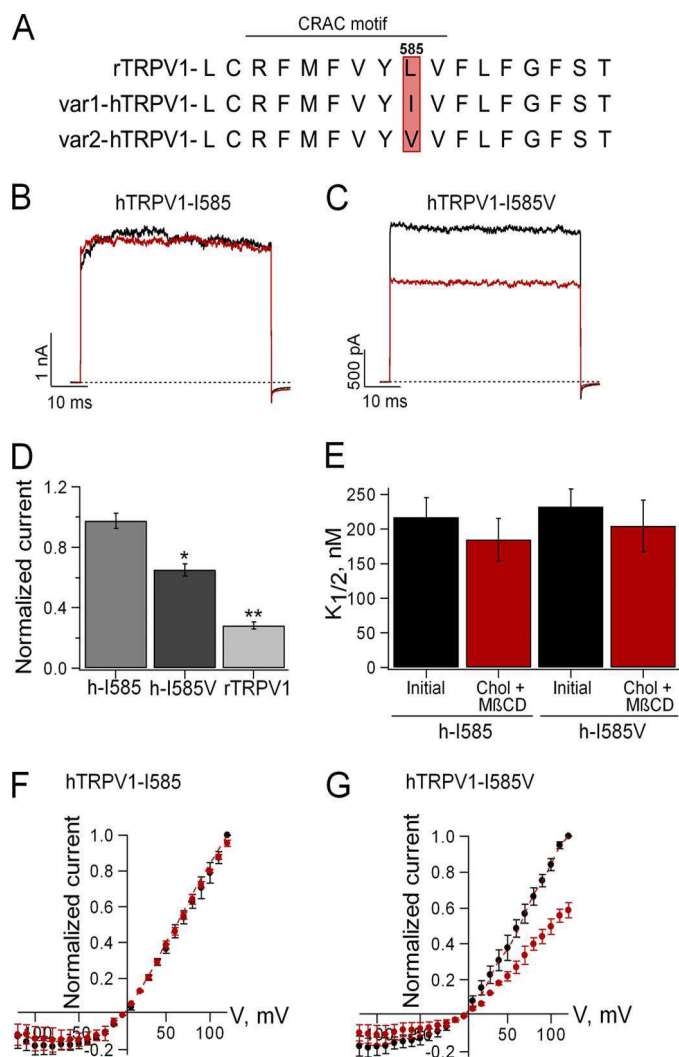 A
CRAC motif
585
rTRPV1- L C R F M F V Y L V F L F G F S T
var1-hTRPV1- L C R F M F V Y I V F L F G F S T
var2-hTRPV1- L C R F M F V Y V V F L F G F S T
B
hTRPV1-I585
1 nA
10 ms
C
hTRPV1-I585V
500 pA
10 ms
D
Normalized current
1.2
0.8
0.4
0.0
*
**
h-I585 h-I585V rTRPV1
E
K1/2, nM
250
200
150
100
50
0
Initial Chol + MßCD Initial Chol + MßCD
h-I585 h-I585V
F
hTRPV1-I585
Normalized current
1.0
0.8
0.6
0.4
0.2
-0.2
-100 -50 50 100
V, mV
G
hTRPV1-I585V
Normalized current
1.0
0.8
0.6
0.4
0.2
-0.2
-100 -50 50 100
V, mV